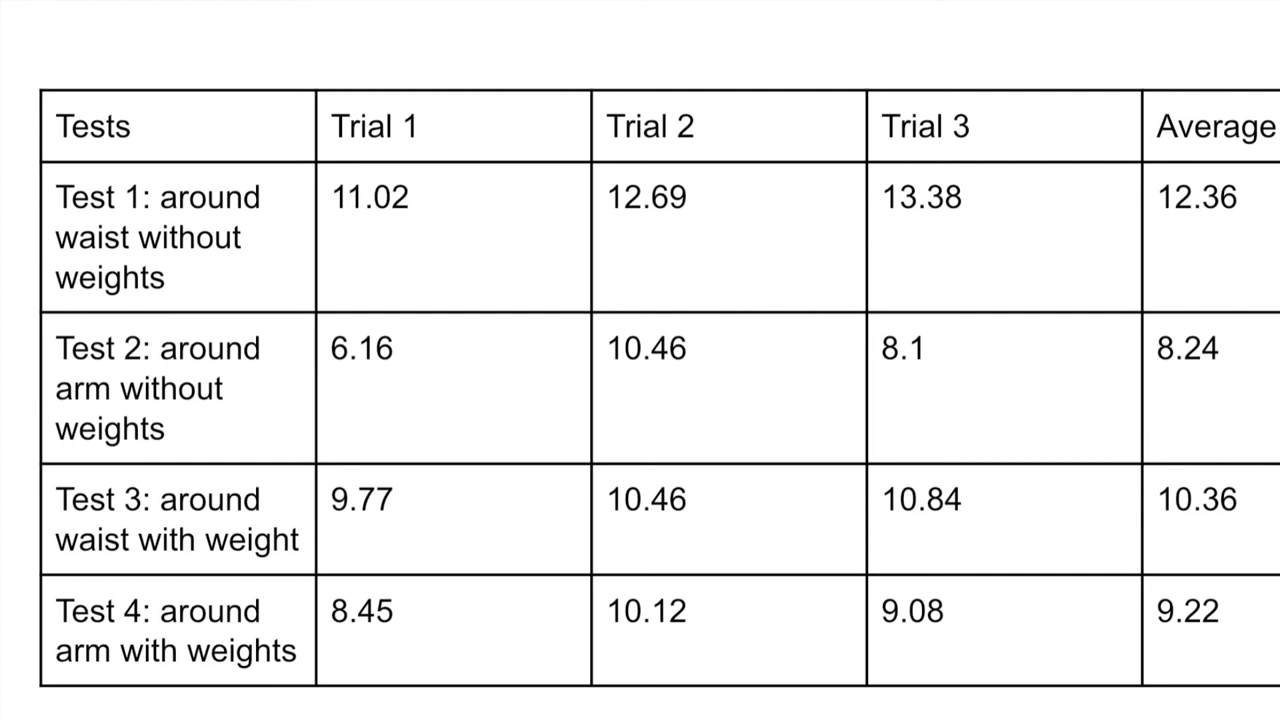 Tests Trial 1 Trial 2 Trial 3 Average
Test 1: around 11.02 12.69 13.38 12.36
waist without
weights
Test 2: around 6.16 10.46 8.1 8.24
arm without
weights
Test 3: around 9.77 10.46 10.84 10.36
waist with weight
Test 4: around 8.45 10.12 9.08 9.22
arm with weights